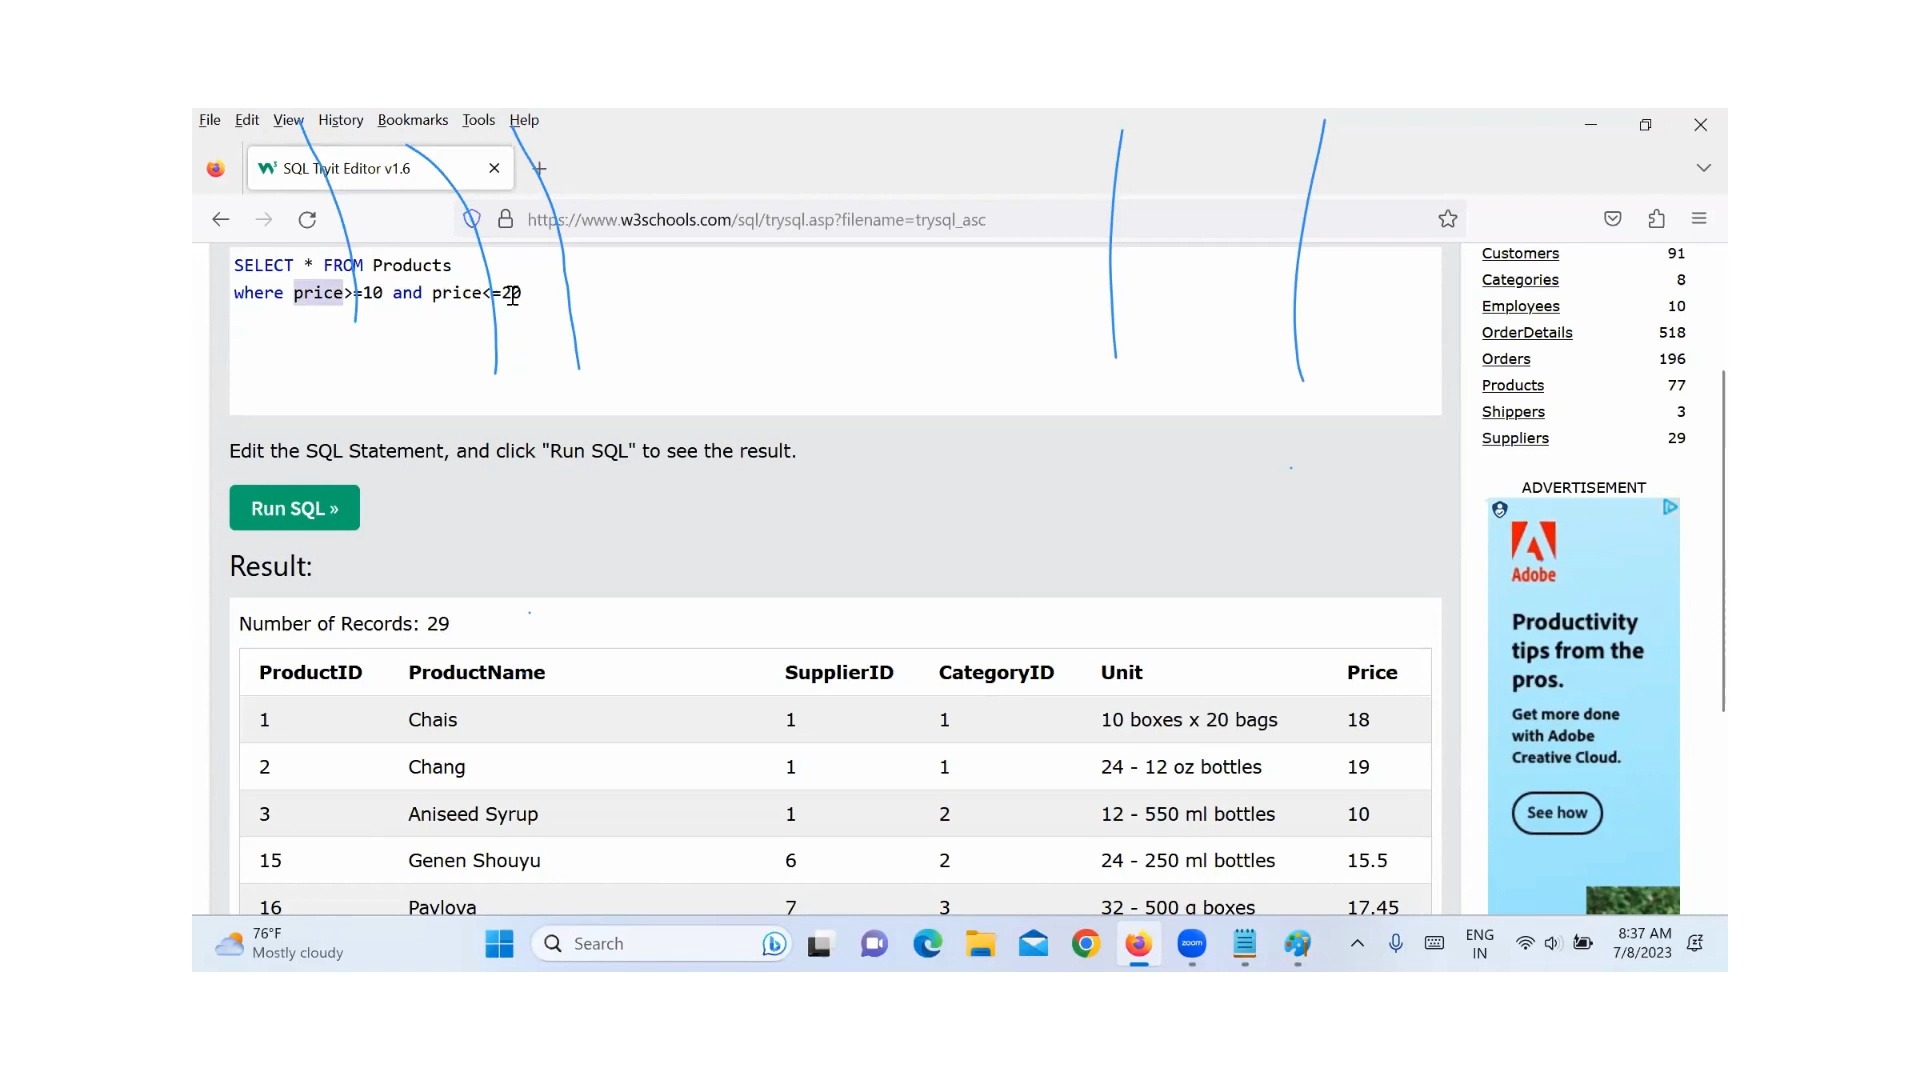 File Edit View History Bookmarks Tools Help
SQL Tryit Editor v1.6
https://www.w3schools.com/sql/trysql.asp?filename=trysql_asc
SELECT * FROM Products
where price>=10 and price<=20
Customers 91
Categories 8
Employees 10
OrderDetails 518
Orders 196
Products 77
Shippers 3
Suppliers 29
Edit the SQL Statement, and click "Run SQL" to see the result.
Run SQL »
Result:
Number of Records: 29
ProductID ProductName SupplierID CategoryID Unit Price
1 Chais 1 1 10 boxes x 20 bags 18
2 Chang 1 1 24 - 12 oz bottles 19
3 Aniseed Syrup 1 2 12 - 550 ml bottles 10
15 Genen Shouyu 6 2 24 - 250 ml bottles 15.5
16 Pavlova 7 3 32 - 500 g boxes 17.45
ADVERTISEMENT
Adobe
Productivity
tips from the
pros.
Get more done
with Adobe
Creative Cloud.
See how
76°F
Mostly cloudy
Search
zoom
ENG
IN
8:37 AM
7/8/2023